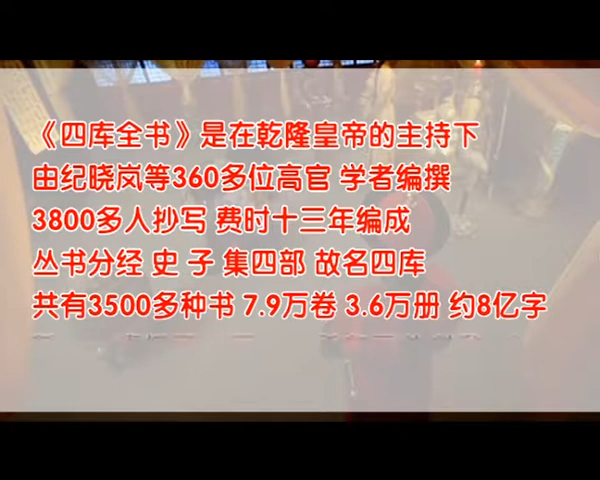 《四库全书》是在乾隆皇帝的主持下
由纪晓岚等360多位高官 学者编撰
3800多人抄写 费时十三年编成
丛书分经 史 子 集四部 故名四库
共有3500多种书 7.9万卷 3.6万册 约8亿字